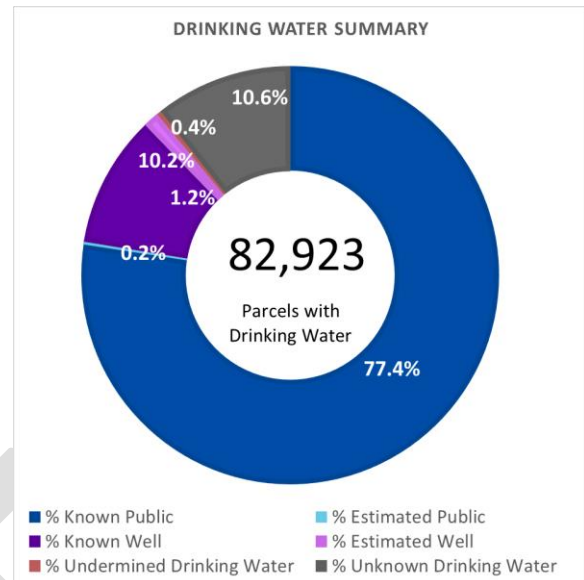 DRINKING WATER SUMMARY
10.6%
0.4%
10.2%
1.2%
0.2%
82,923
Parcels with
Drinking Water
77.4%
% Known Public
% Estimated Public
% Known Well
% Estimated Well
% Undermined Drinking Water
% Unknown Drinking Water